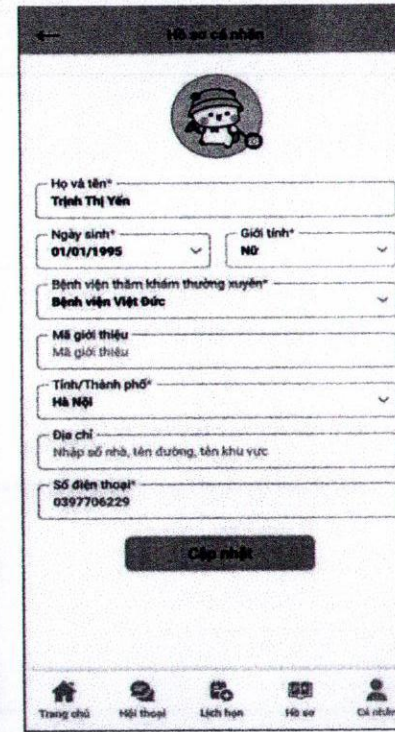 Hồ sơ cá nhân
Họ và tên*
Trịnh Thị Yến
Ngày sinh* Giới tính*
01/01/1995 Nữ
Bệnh viện thăm khám thường xuyên*
Bệnh viện Việt Đức
Mã giới thiệu
Mã giới thiệu
Tỉnh/Thành phố*
Hà Nội
Địa chỉ
Nhập số nhà, tên đường, tên khu vực
Số điện thoại*
0397706229
Cập nhật
Trang chủ Hội thoại Lịch hẹn Hồ sơ Cá nhân